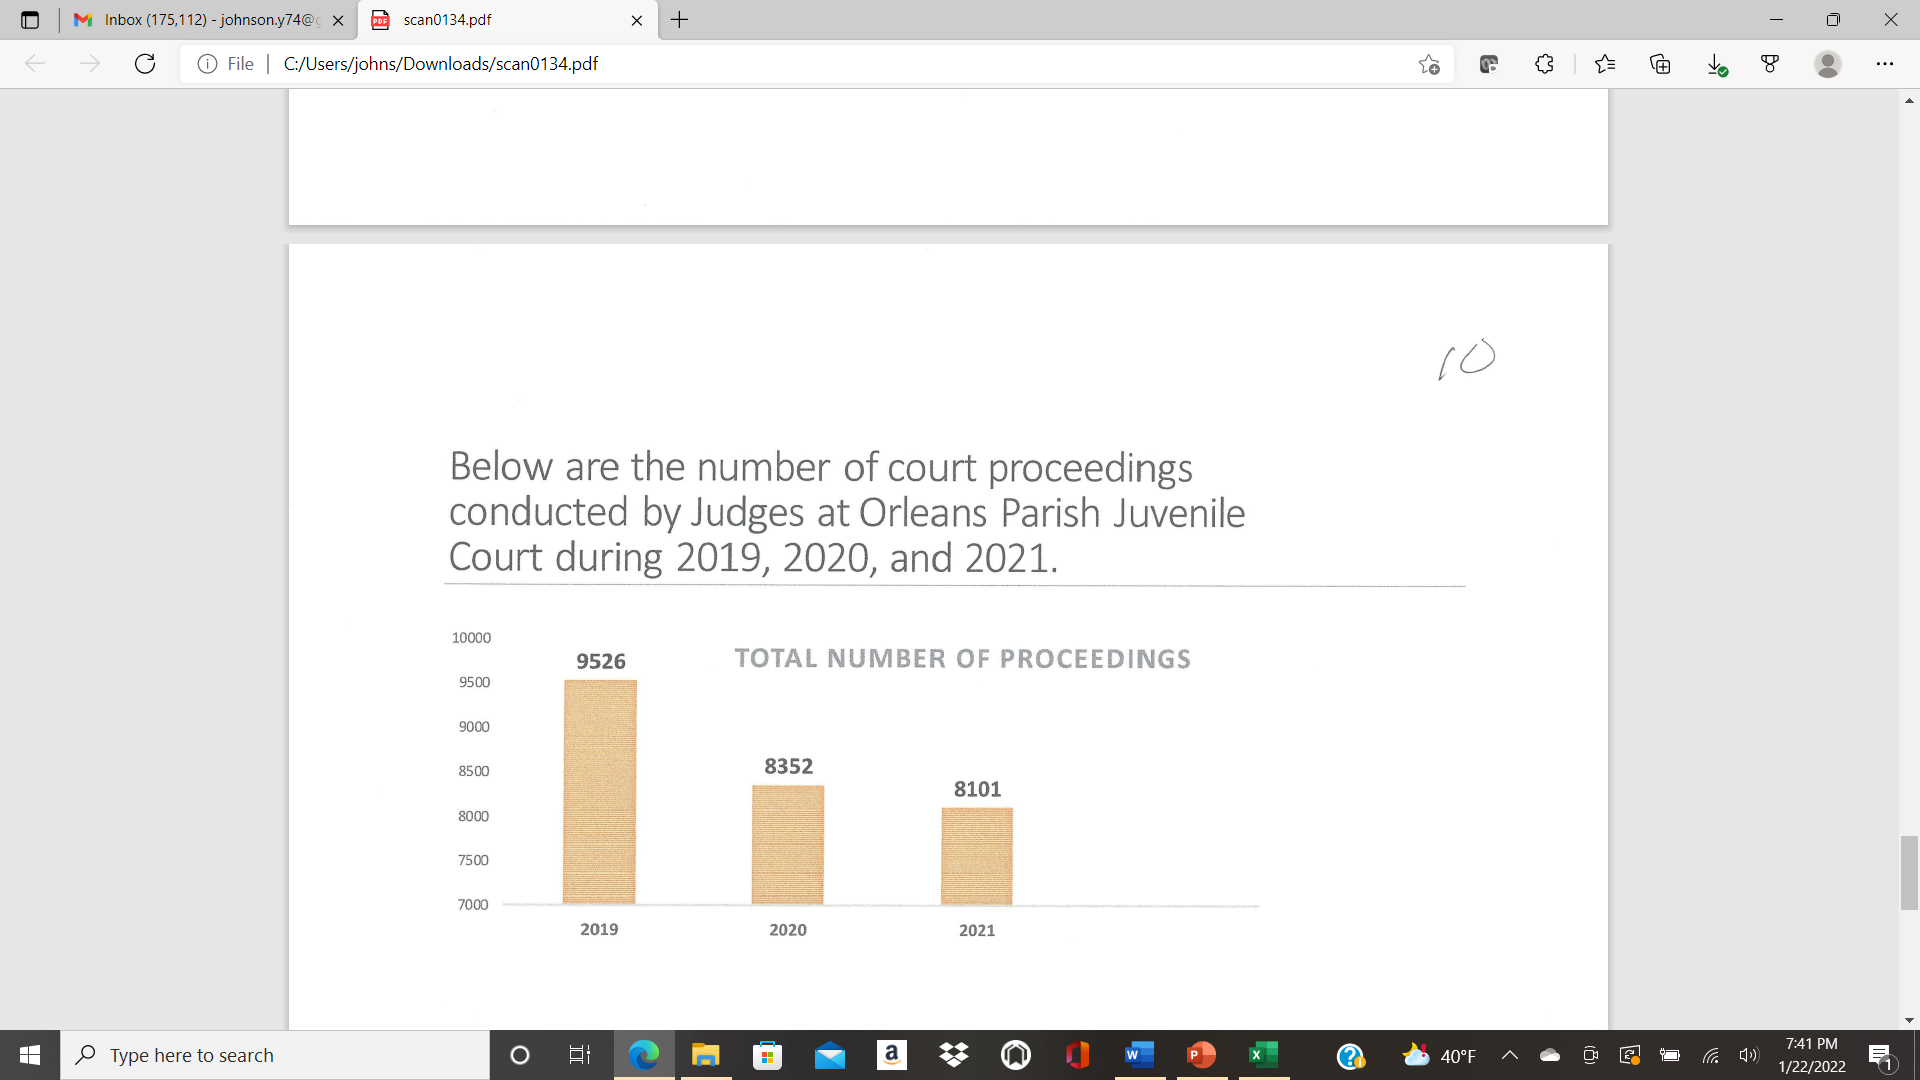 Inbox (175,112) - johnson.y74@
scan0134.pdf
File
C:/Users/johns/Downloads/scan0134.pdf
10
Below are the number of court proceedings
conducted by Judges at Orleans Parish Juvenile
Court during 2019, 2020, and 2021.
TOTAL NUMBER OF PROCEEDINGS
10000
9500
9000
8500
8000
7500
7000
9526
8352
8101
2019
2020
2021
Type here to search
40°F
7:41 PM
1/22/2022
1